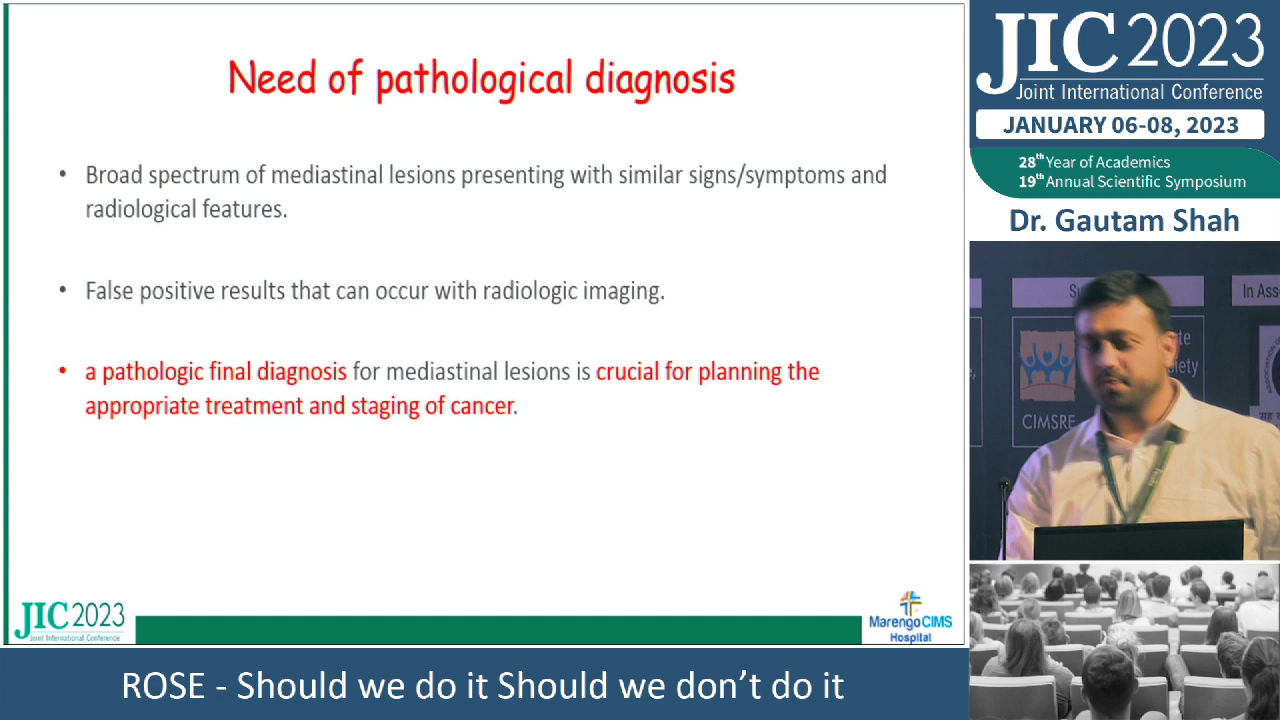 Need of pathological diagnosis
• Broad spectrum of mediastinal lesions presenting with similar signs/symptoms and
radiological features.
• False positive results that can occur with radiologic imaging.
• a pathologic final diagnosis for mediastinal lesions is crucial for planning the
appropriate treatment and staging of cancer.
JIC 2023
Joint International Conference
MarengoCIMS
Hospital
ROSE - Should we do it Should we don't do it
JIC 2023
Joint International Conference
JANUARY 06-08, 2023
28th Year of Academics
19th Annual Scientific Symposium
Dr. Gautam Shah
In Ass
CIMSRE